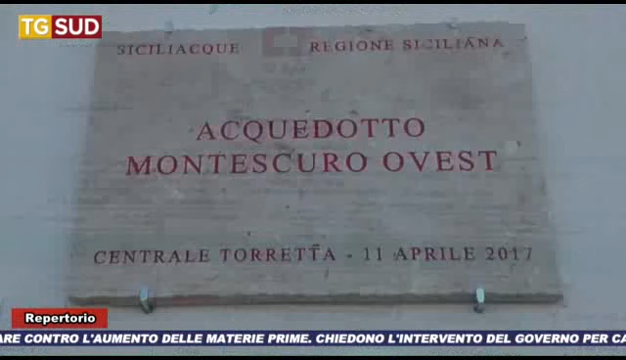 TG SUD
SICILIACQUE REGIONE SICILIANA
ACQUEDOTTO
MONTESCURO OVEST
CENTRALE TORRETTA - 11 APRILE 2017
Repertorio
ARE CONTRO L'AUMENTO DELLE MATERIE PRIME. CHIEDONO L'INTERVENTO DEL GOVERNO PER CA